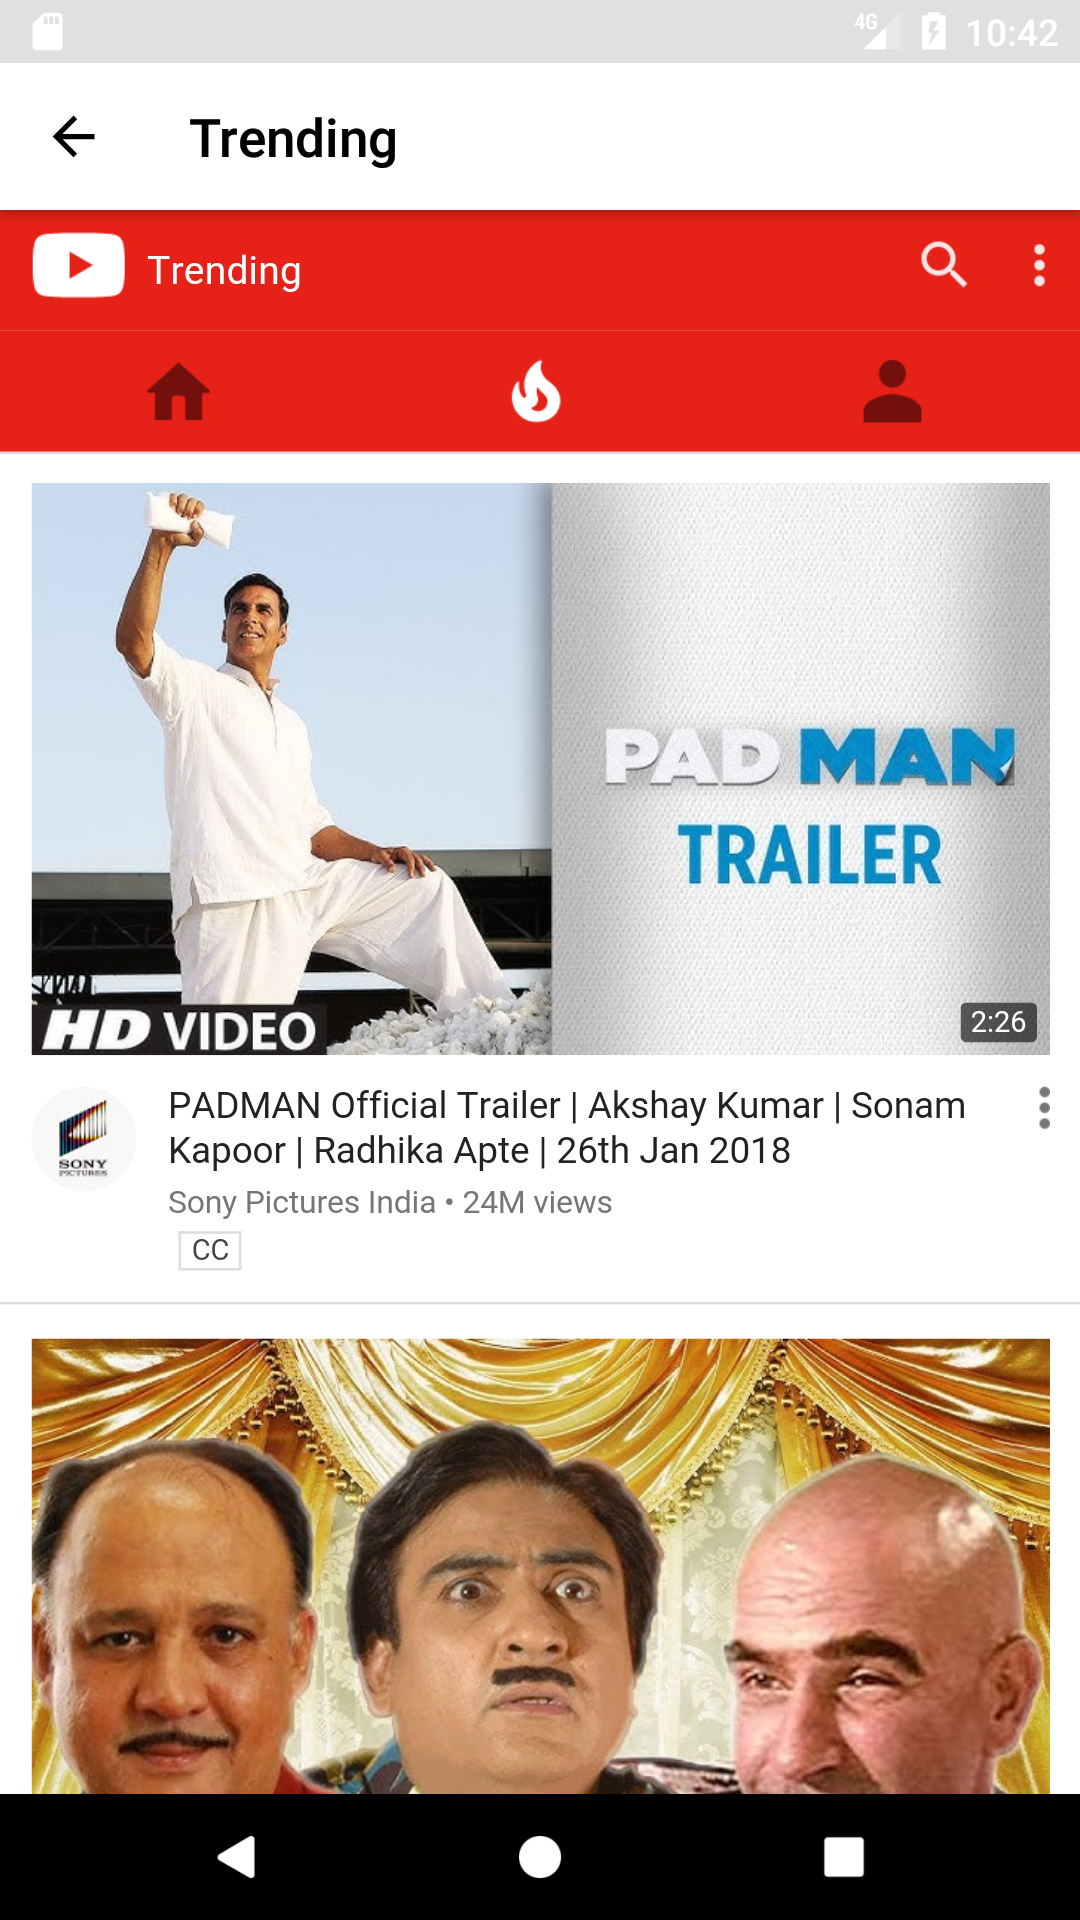 4G 10:42
Trending
Trending
PAD MAN
TRAILER
HD VIDEO
2:26
PADMAN Official Trailer | Akshay Kumar | Sonam
Kapoor | Radhika Apte | 26th Jan 2018
SONY
PICTURES
Sony Pictures India • 24M views
CC